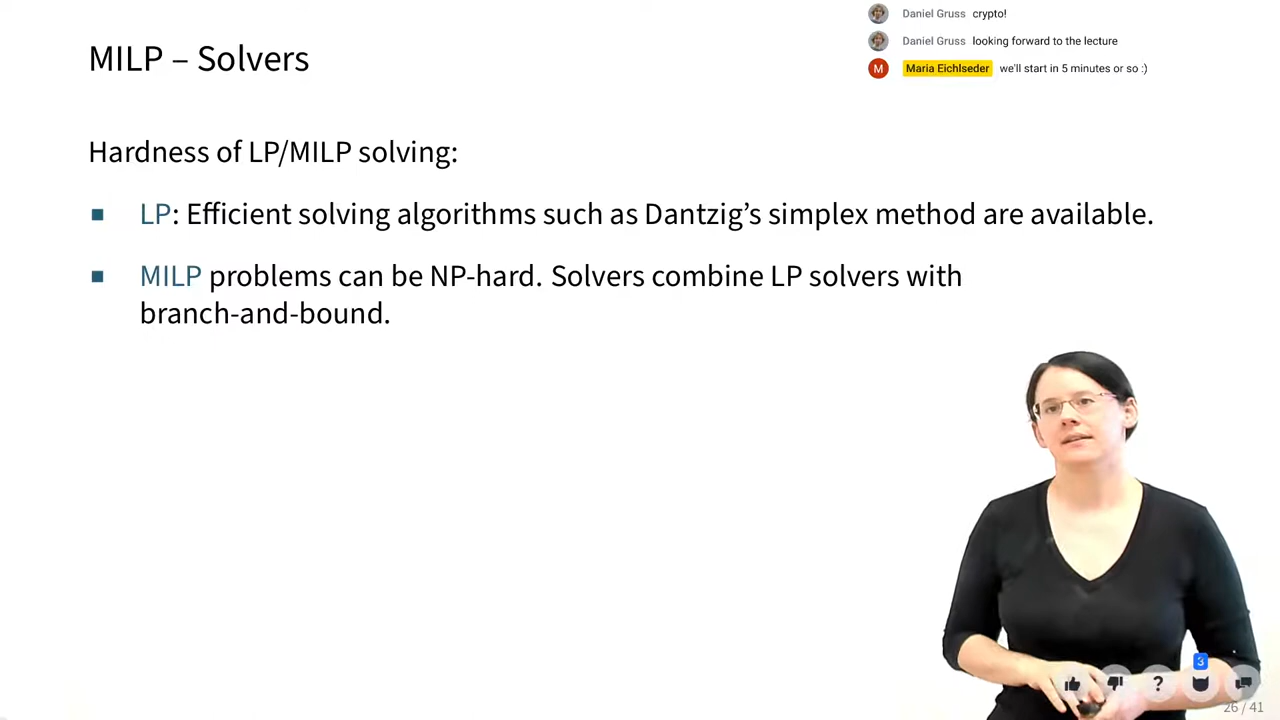 Daniel Gruss crypto!
Daniel Gruss looking forward to the lecture
M Maria Eichlseder we'll start in 5 minutes or so :)
MILP – Solvers
Hardness of LP/MILP solving:
LP: Efficient solving algorithms such as Dantzig’s simplex method are available.
MILP problems can be NP-hard. Solvers combine LP solvers with
branch-and-bound.
3
?
26 / 41